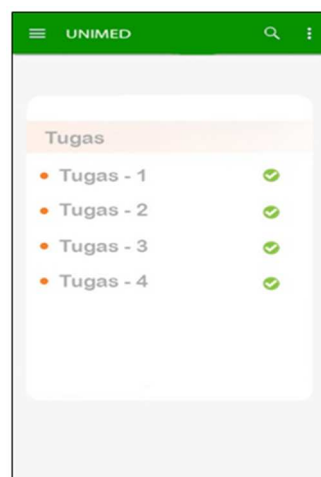 UNIMED
Tugas
Tugas - 1
Tugas - 2
Tugas - 3
Tugas - 4